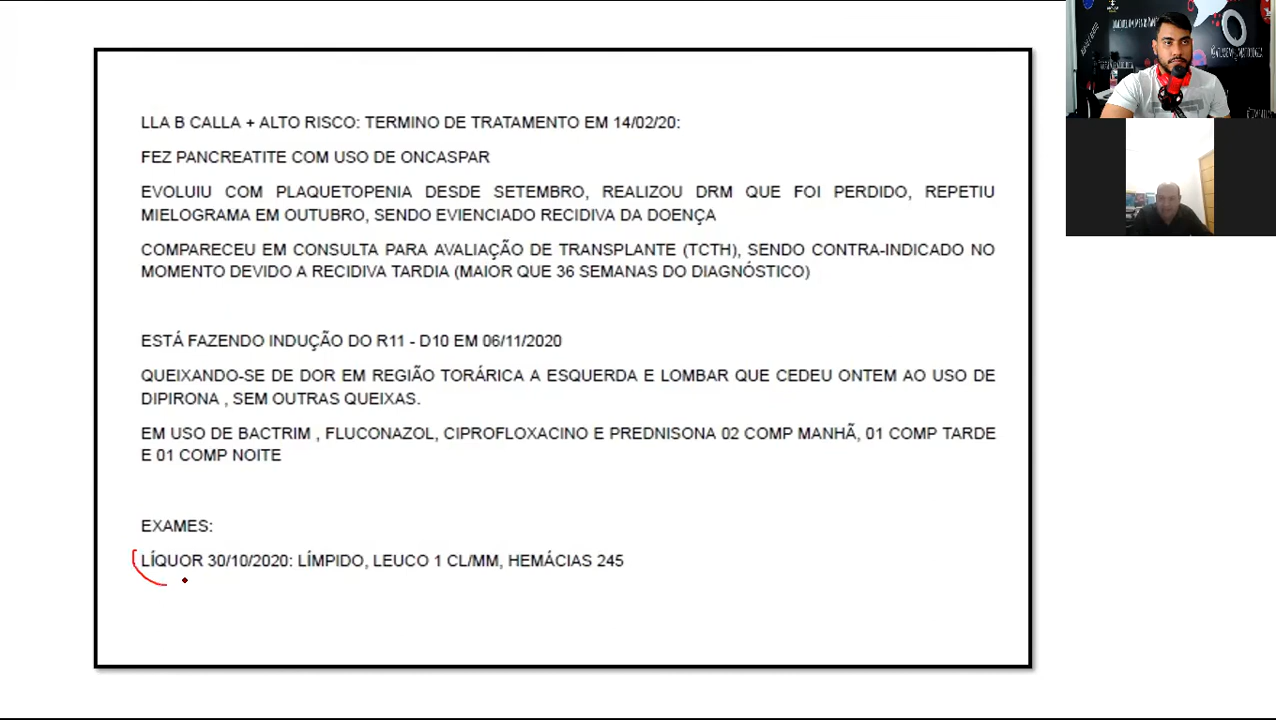 LLA B CALLA + ALTO RISCO: TERMINO DE TRATAMENTO EM 14/02/20:
FEZ PANCREATITE COM USO DE ONCASPAR
EVOLUIU COM PLAQUETOPENIA DESDE SETEMBRO, REALIZOU DRM QUE FOI PERDIDO, REPETIU
MIELOGRAMA EM OUTUBRO, SENDO EVIENCIADO RECIDIVA DA DOENÇA
COMPARECEU EM CONSULTA PARA AVALIAÇÃO DE TRANSPLANTE (TCTH), SENDO CONTRA-INDICADO NO
MOMENTO DEVIDO A RECIDIVA TARDIA (MAIOR QUE 36 SEMANAS DO DIAGNÓSTICO)
ESTÁ FAZENDO INDUÇÃO DO R11 - D10 EM 06/11/2020
QUEIXANDO-SE DE DOR EM REGIÃO TORÁRICA A ESQUERDA E LOMBAR QUE CEDEU ONTEM AO USO DE
DIPIRONA , SEM OUTRAS QUEIXAS.
EM USO DE BACTRIM , FLUCONAZOL, CIPROFLOXACINO E PREDNISONA 02 COMP MANHÃ, 01 COMP TARDE
E 01 COMP NOITE
EXAMES:
LÍQUOR 30/10/2020: LÍMPIDO, LEUCO 1 CL/MM, HEMÁCIAS 245